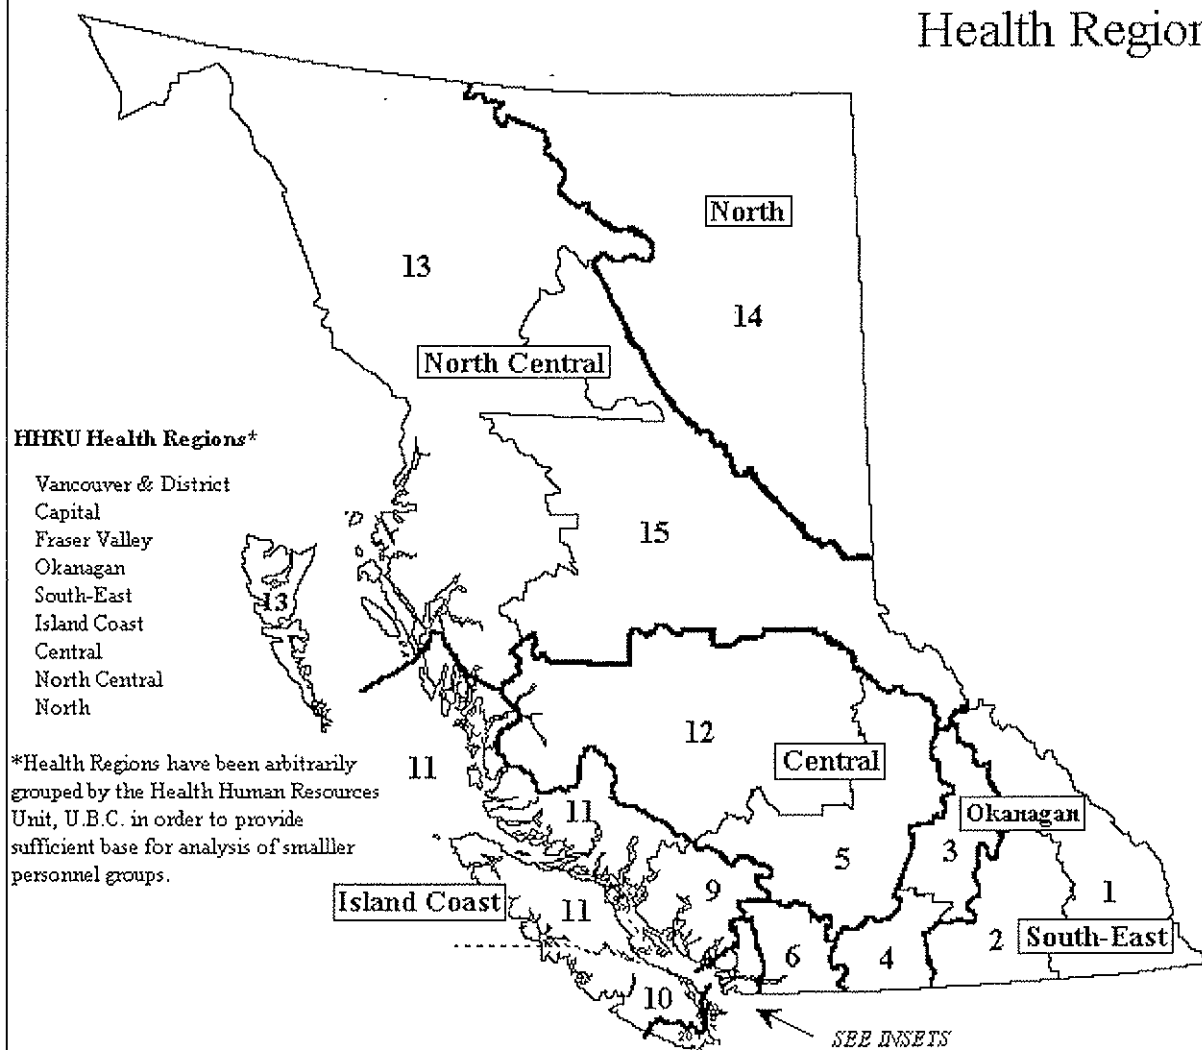 Health Region
North
13
14
North Central
HHRU Health Regions*
Vancouver & District
Capital
Fraser Valley
Okanagan
South-East
Island Coast
Central
North Central
North
15
13
12
Central
11
*Health Regions have been arbitrarily
grouped by the Health Human Resources
Unit, U.B.C. in order to provide
sufficient base for analysis of smalller
personnel groups.
11
Okanagan
5
3
9
1
Island Coast
11
2
South-East
6
4
10
20
SEE INSETS